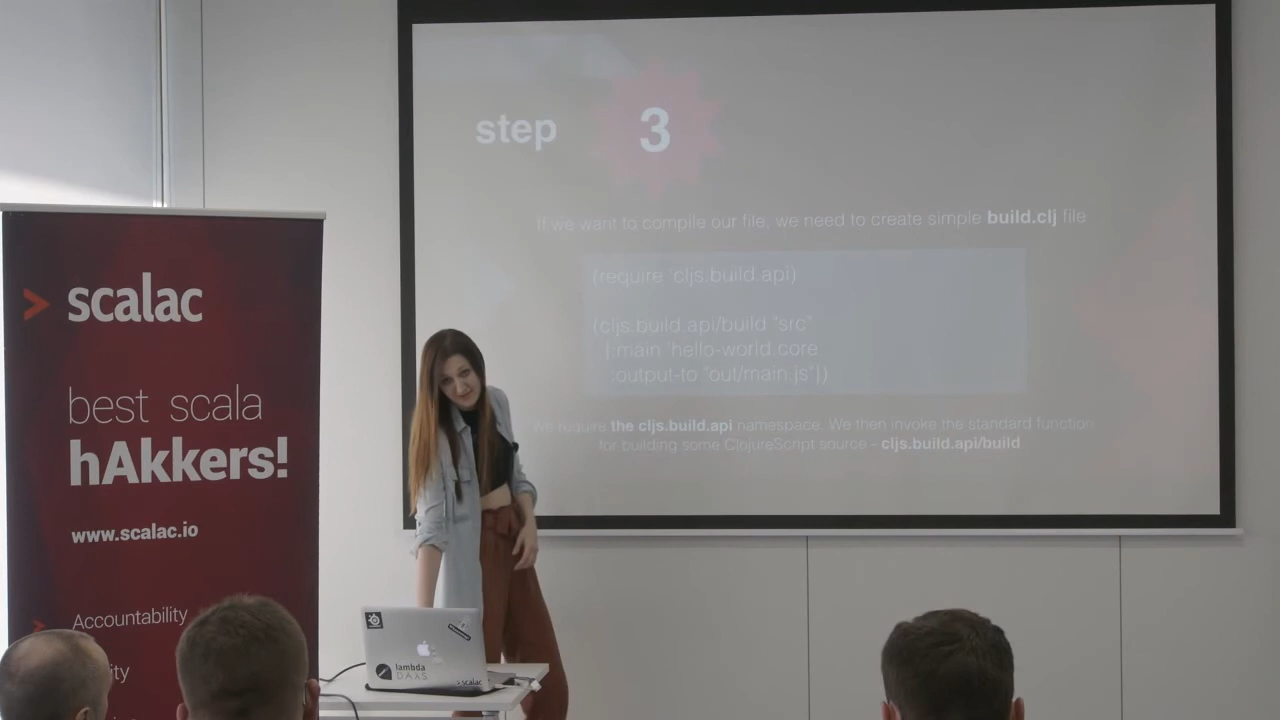 step 3
If we want to compile our file, we need to create simple build.clj file
(require 'cljs.build.api)
(cljs.build.api/build "src"
{:main 'hello-world.core
:output-to "out/main.js"})
We require the cljs.build.api namespace. We then invoke the standard function
for building some ClojureScript source - cljs.build.api/build
> scalac
best scala
hAkkers!
www.scalac.io
Accountability
lambda
DAYS
scalac